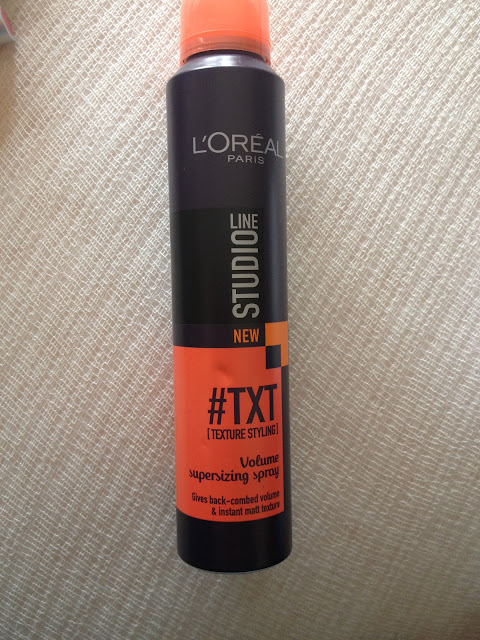 L'ORÉAL
PARIS
STUDIO LINE
NEW
#TXT
[TEXTURE STYLING]
Volume
supersizing spray
Gives back-combed volume
& instant matt texture